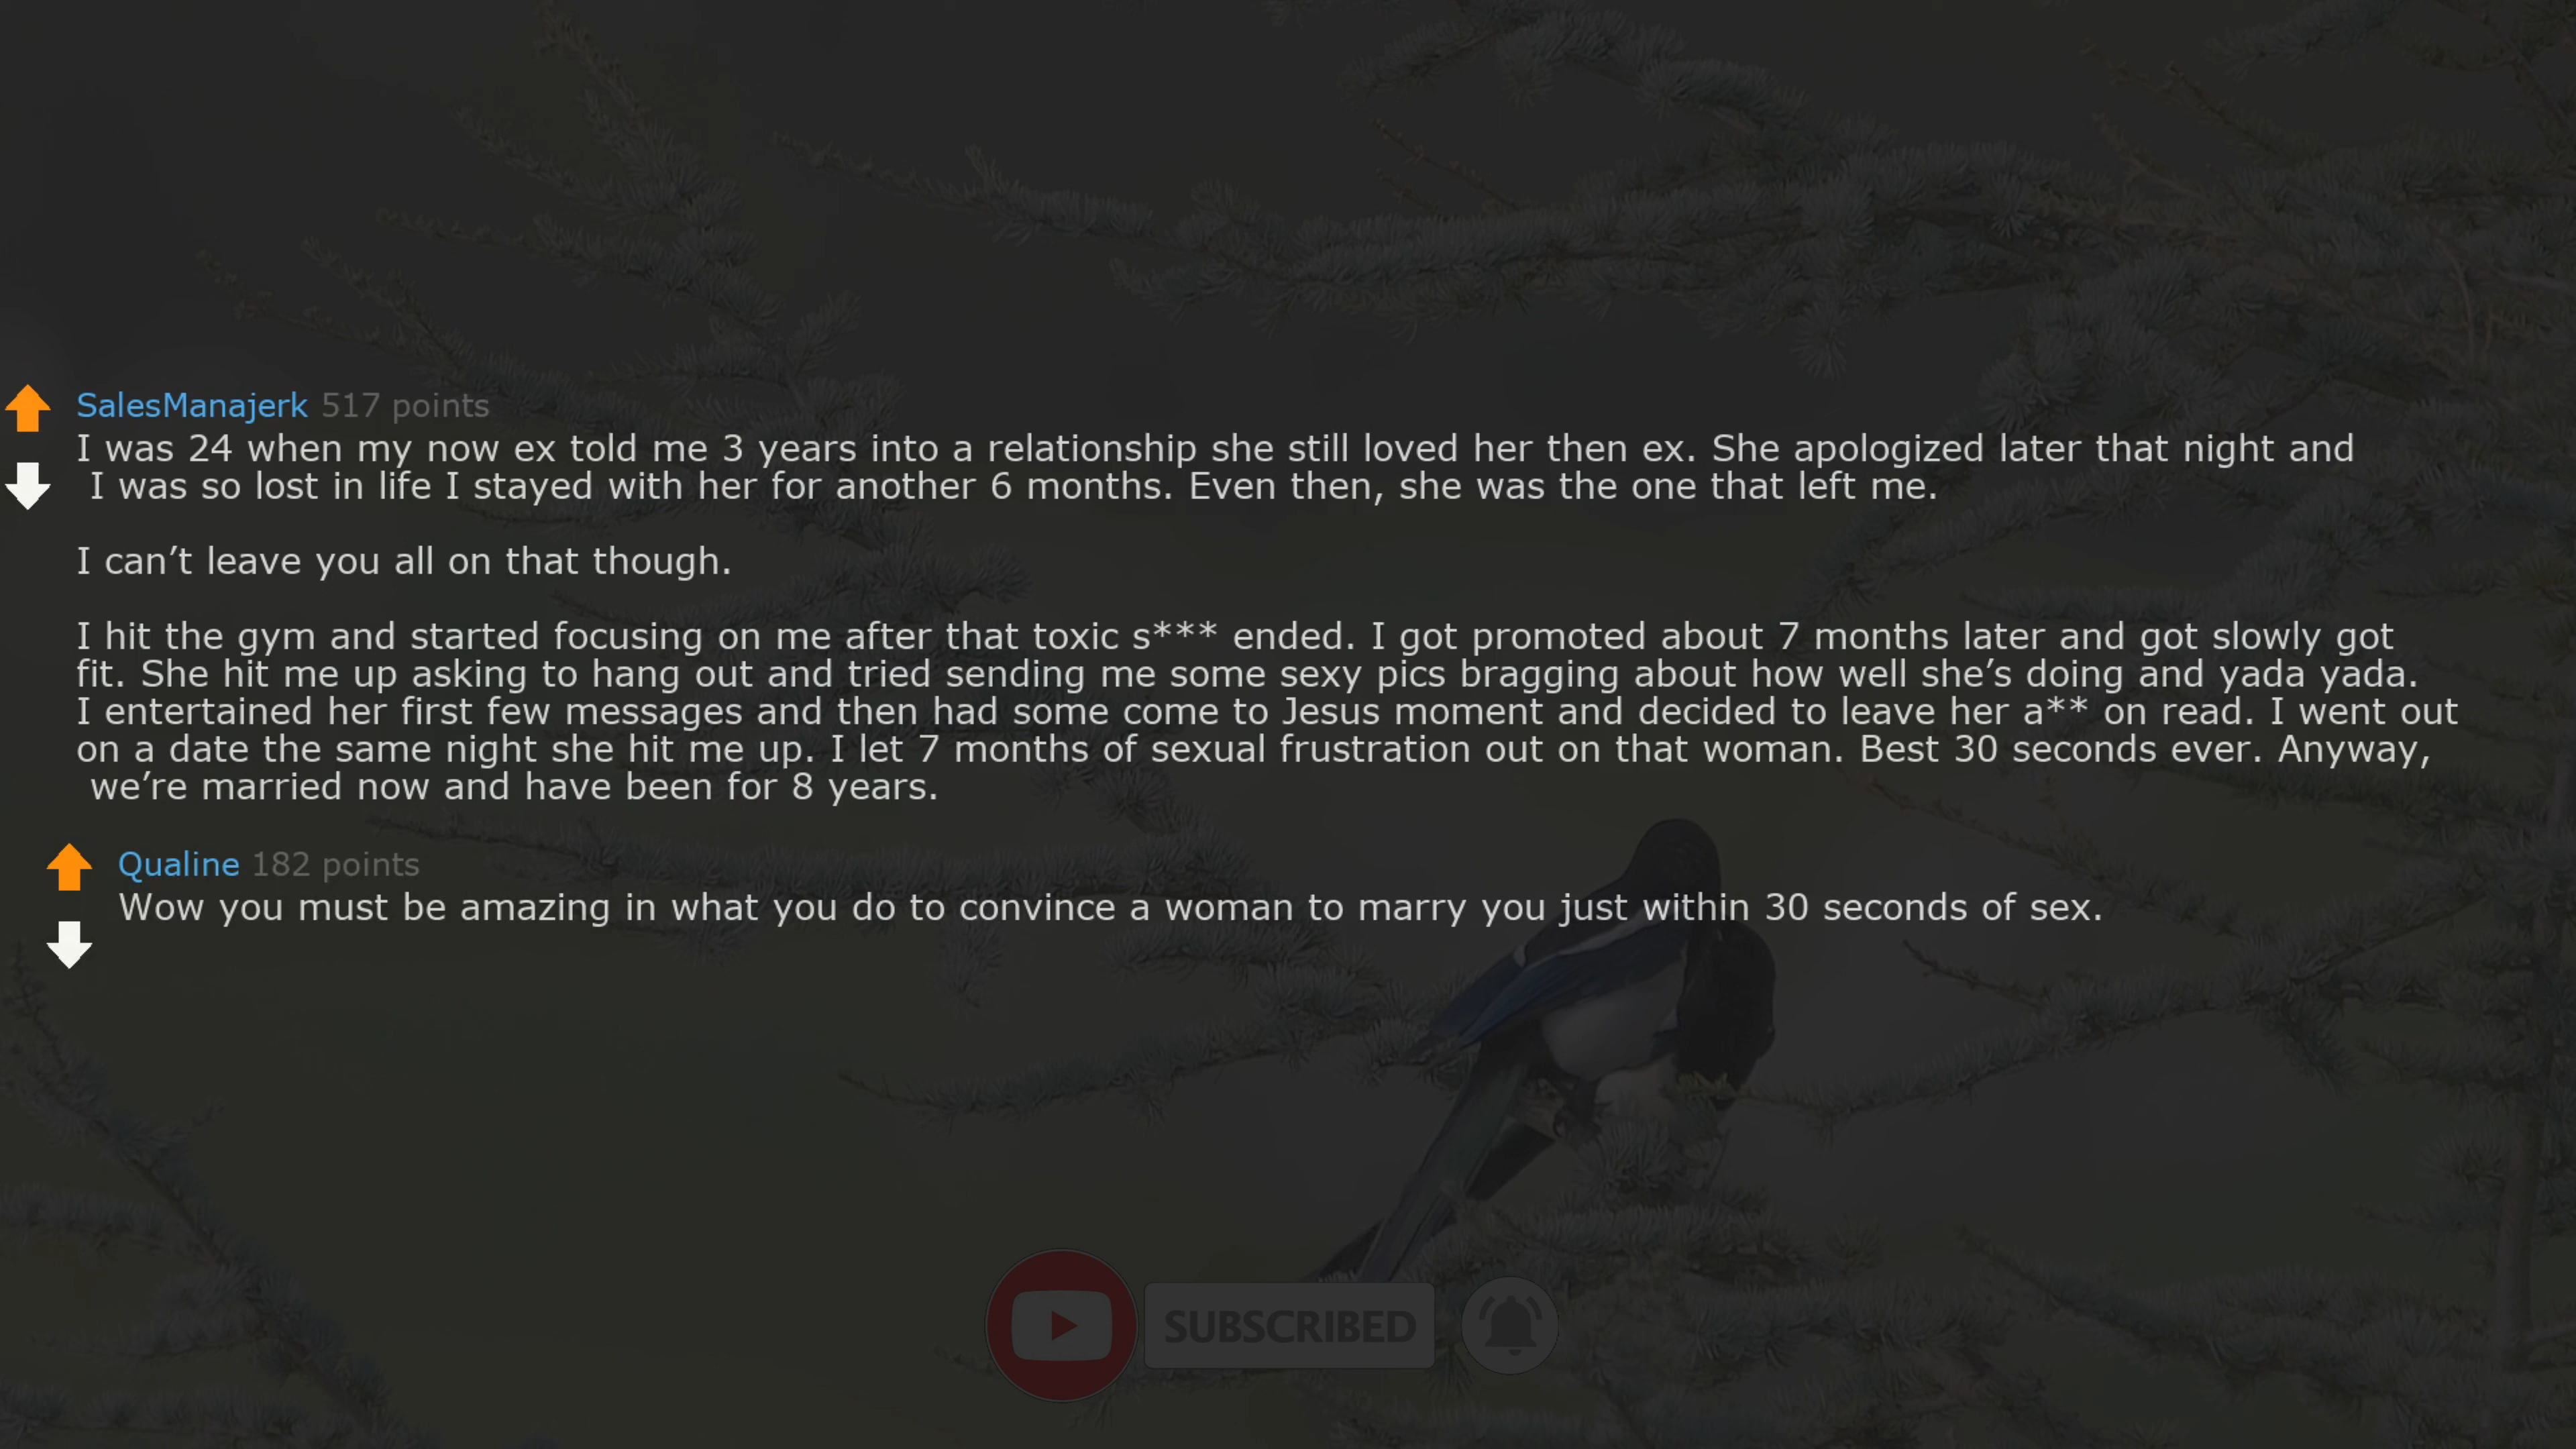 SalesManajerk 517 points
I was 24 when my now ex told me 3 years into a relationship she still loved her then ex. She apologized later that night and
I was so lost in life I stayed with her for another 6 months. Even then, she was the one that left me.
I can’t leave you all on that though.
I hit the gym and started focusing on me after that toxic s*** ended. I got promoted about 7 months later and got slowly got
fit. She hit me up asking to hang out and tried sending me some sexy pics bragging about how well she’s doing and yada yada.
I entertained her first few messages and then had some come to Jesus moment and decided to leave her a** on read. I went out
on a date the same night she hit me up. I let 7 months of sexual frustration out on that woman. Best 30 seconds ever. Anyway,
we’re married now and have been for 8 years.
Qualine 182 points
Wow you must be amazing in what you do to convince a woman to marry you just within 30 seconds of sex.
SUBSCRIBED